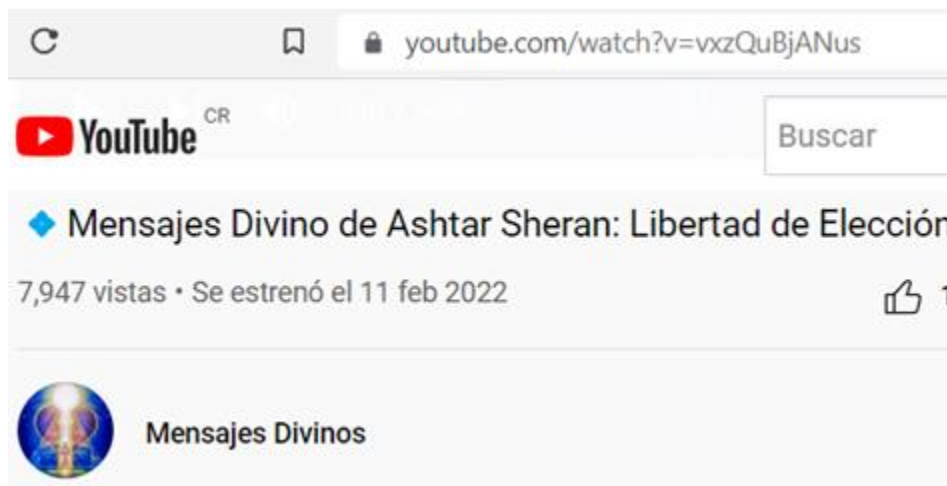 youtube.com/watch?v=vxzQuBjANus
YouTube CR
Buscar
Mensajes Divino de Ashtar Sheran: Libertad de Elección
7,947 vistas • Se estrenó el 11 feb 2022
Mensajes Divinos